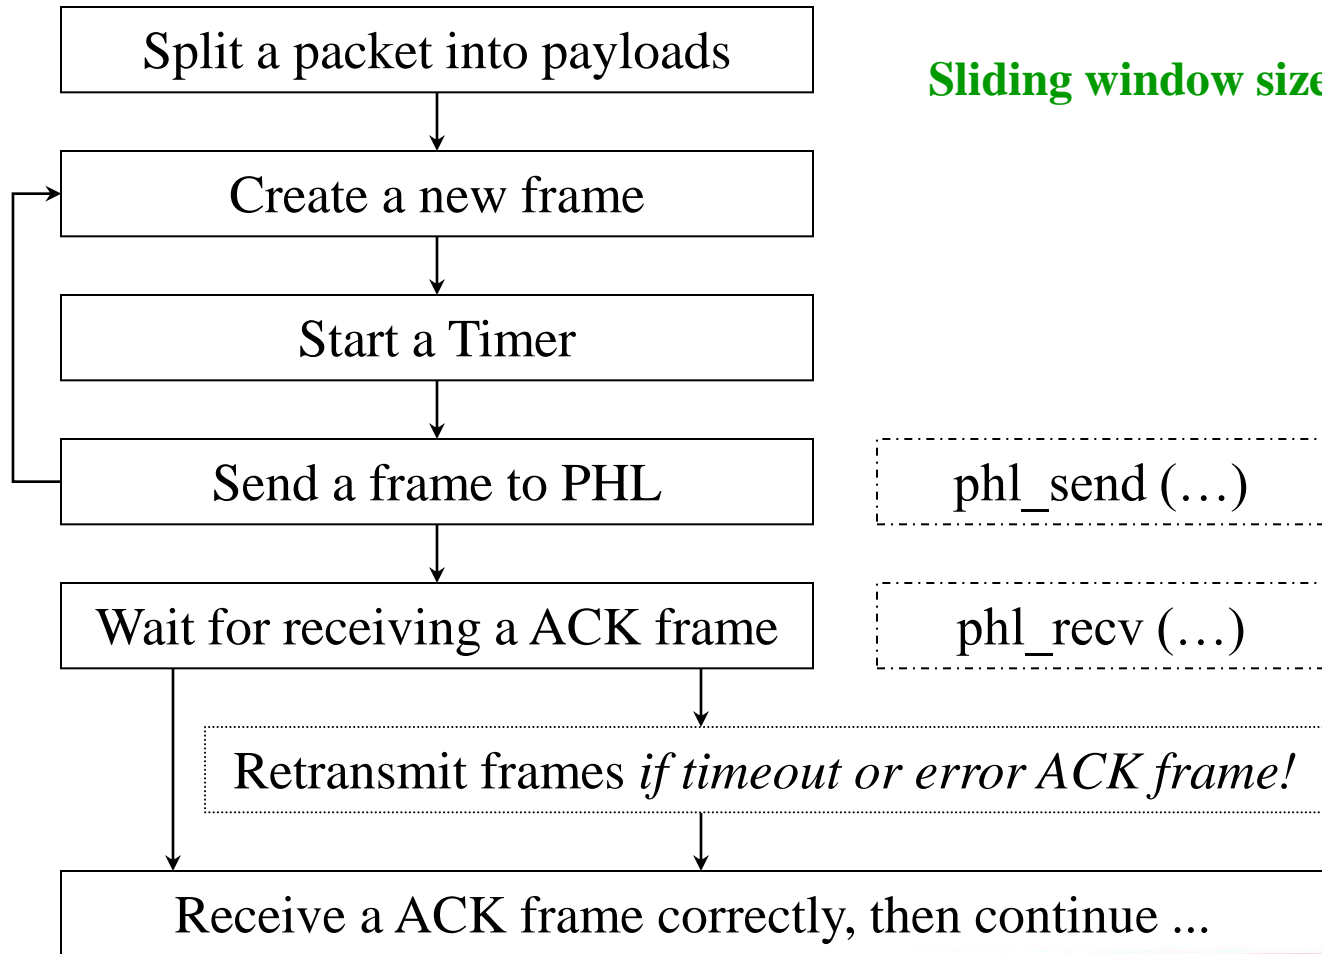 Split a packet into payloads
Sliding window size
Create a new frame
Start a Timer
Send a frame to PHL
phl_send (…)
Wait for receiving a ACK frame
phl_recv (…)
Retransmit frames if timeout or error ACK frame!
Receive a ACK frame correctly, then continue ...